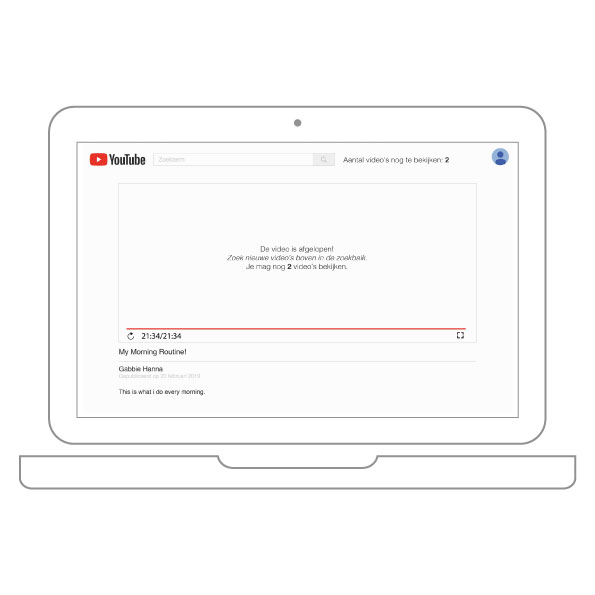 YouTube
Zoekterm
Aantal video's nog te bekijken: 2
De video is afgelopen!
Zoek nieuwe video's boven in de zoekbalk.
Je mag nog 2 video's bekijken.
21:34/21:34
My Morning Routine!
Gabbie Hanna
Gepubliceerd op 20 februari 2019
This is what i do every morning.